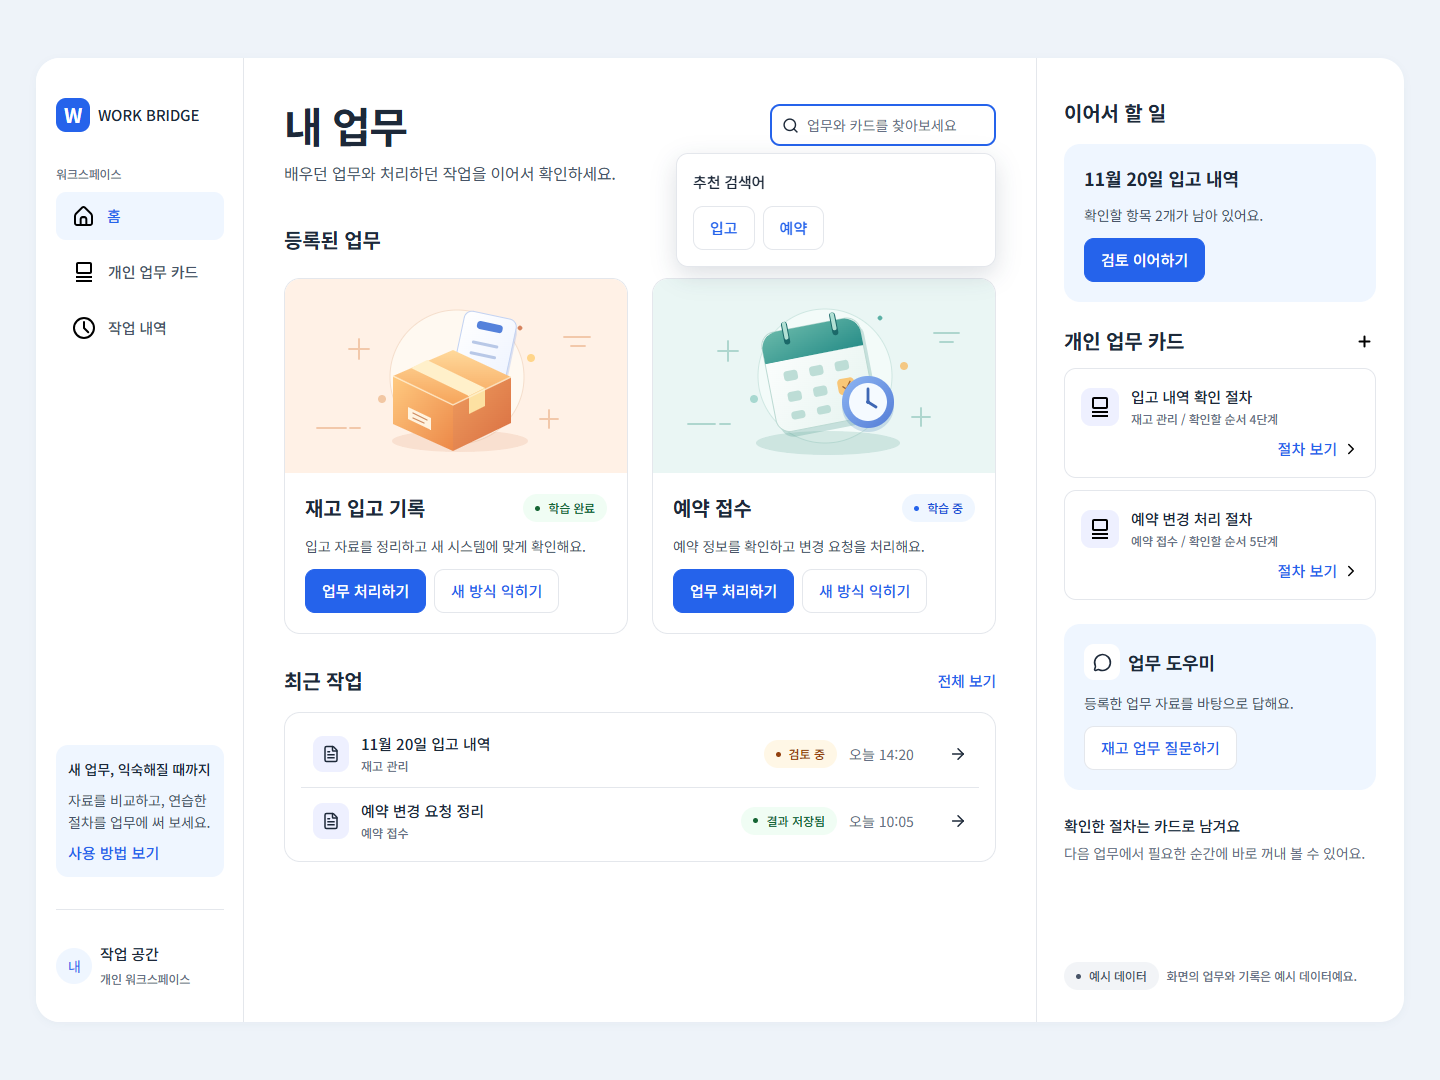 W WORK BRIDGE
워크스페이스
홈
개인 업무 카드
작업 내역
새 업무, 익숙해질 때까지
자료를 비교하고, 연습한
절차를 업무에 써 보세요.
사용 방법 보기
내
작업 공간
개인 워크스페이스
내 업무
배우던 업무와 처리하던 작업을 이어서 확인하세요.
업무와 카드를 찾아보세요
추천 검색어
입고
예약
등록된 업무
재고 입고 기록
학습 완료
입고 자료를 정리하고 새 시스템에 맞게 확인해요.
업무 처리하기
새 방식 익히기
예약 접수
학습 중
예약 정보를 확인하고 변경 요청을 처리해요.
업무 처리하기
새 방식 익히기
최근 작업
전체 보기
11월 20일 입고 내역
재고 관리
검토 중
오늘 14:20
예약 변경 요청 정리
예약 접수
결과 저장됨
오늘 10:05
이어서 할 일
11월 20일 입고 내역
확인할 항목 2개가 남아 있어요.
검토 이어하기
개인 업무 카드
입고 내역 확인 절차
재고 관리 / 확인할 순서 4단계
절차 보기
예약 변경 처리 절차
예약 접수 / 확인할 순서 5단계
절차 보기
업무 도우미
등록한 업무 자료를 바탕으로 답해요.
재고 업무 질문하기
확인한 절차는 카드로 남겨요
다음 업무에서 필요한 순간에 바로 꺼내 볼 수 있어요.
예시 데이터
화면의 업무와 기록은 예시 데이터예요.